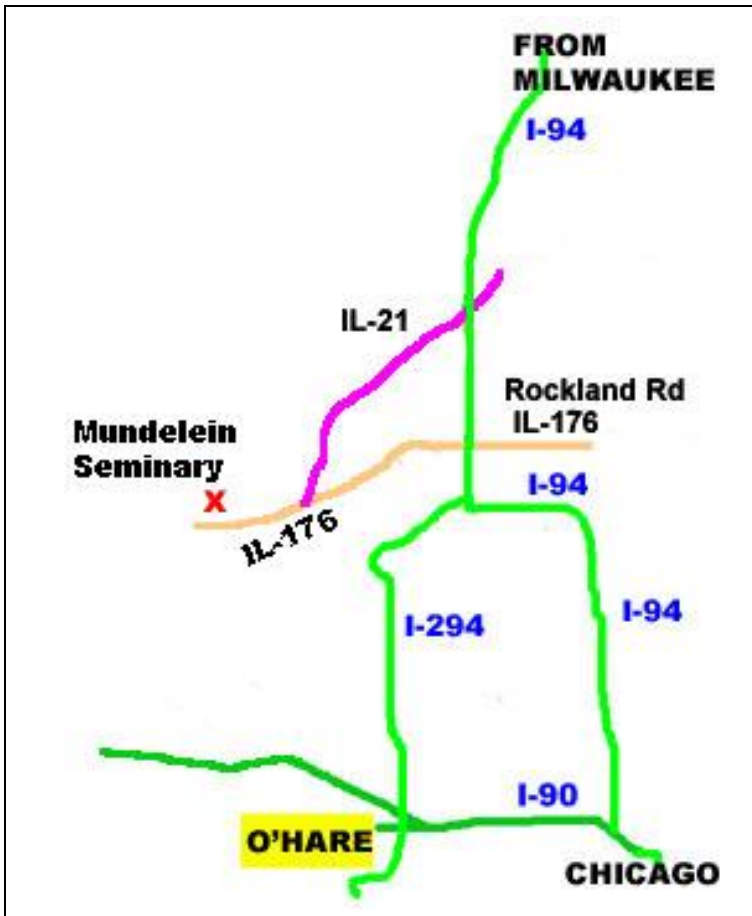 FROM
MILWAUKEE
I-94
IL-21
Rockland Rd
IL-176
Mundelein
Seminary
X
I-94
IL-176
I-294
I-94
I-90
O'HARE
CHICAGO